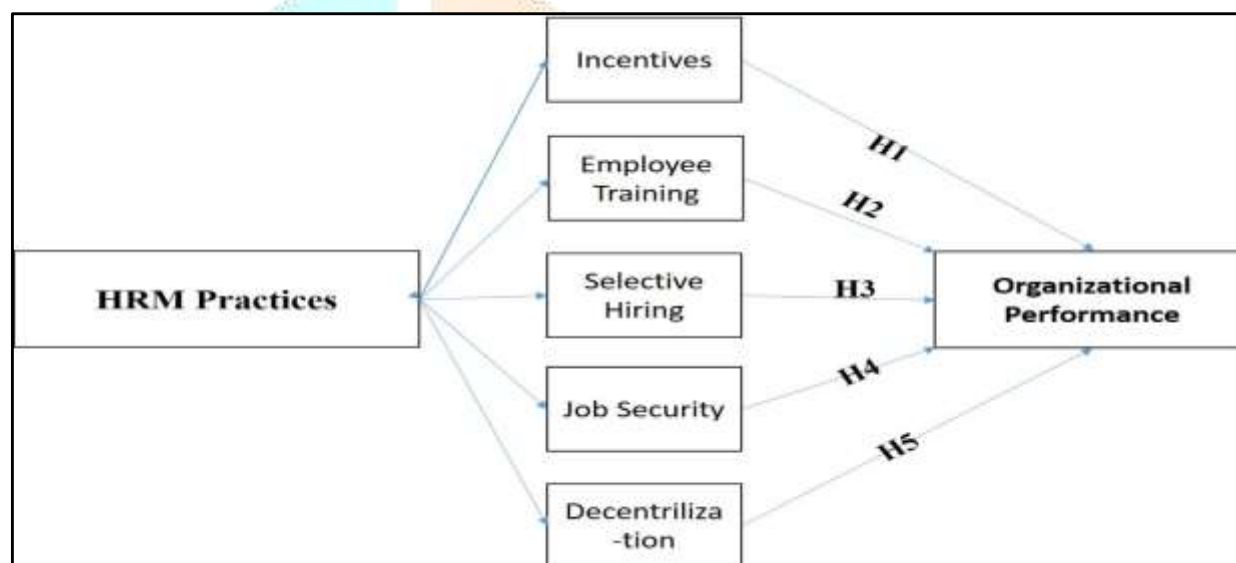 Incentives
H1
Employee
Training
H2
HRM Practices
Selective
Hiring
H3
Organizational
Performance
Job Security
H4
H5
Decentriliza
-tion